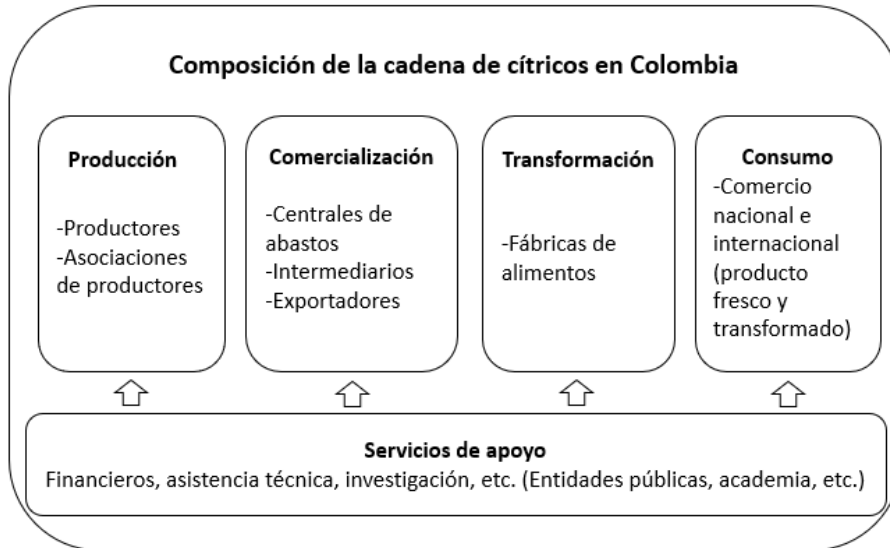 Composición de la cadena de cítricos en Colombia
Producción
-Productores
-Asociaciones
de productores
Comercialización
-Centrales de
abastos
-Intermediarios
-Exportadores
Transformación
-Fábricas de
alimentos
Consumo
-Comercio
nacional e
internacional
(producto
fresco y
transformado)
Servicios de apoyo
Financieros, asistencia técnica, investigación, etc. (Entidades públicas, academia, etc.)